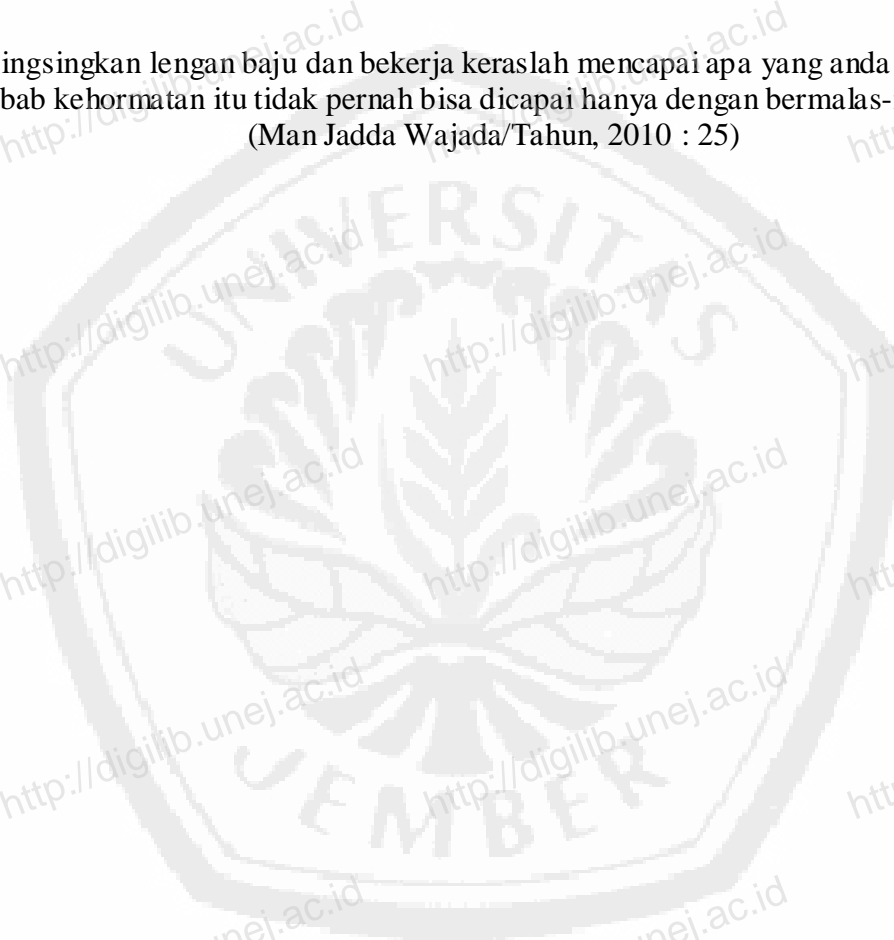 ingsingkan lengan baju dan bekerja keraslah mencapai apa yang anda
bab kehormatan itu tidak pernah bisa dicapai hanya dengan bermalas-
(Man Jadda Wajada/Tahun, 2010 : 25)
UNIVERSITAS
JEMBER
http://digilib.unej.ac.id
http://digilib.unej.ac.id
http://digilib.unej.ac.id
http://digilib.unej.ac.id
http://digilib.unej.ac.id
http://digilib.unej.ac.id
http://digilib.unej.ac.id
http://digilib.unej.ac.id